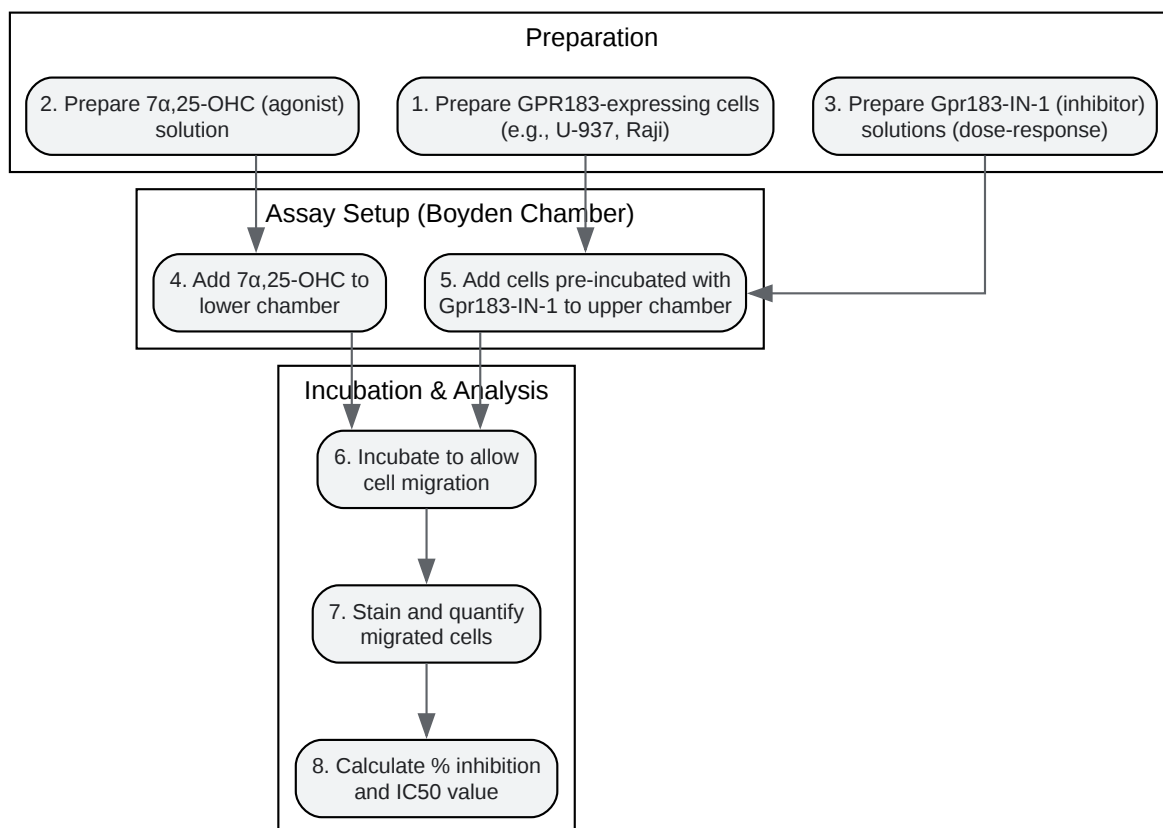 Preparation
2. Prepare 7α,25-OHC (agonist)
solution
1. Prepare GPR183-expressing cells
(e.g., U-937, Raji)
3. Prepare Gpr183-IN-1 (inhibitor)
solutions (dose-response)
Assay Setup (Boyden Chamber)
4. Add 7α,25-OHC to
lower chamber
5. Add cells pre-incubated with
Gpr183-IN-1 to upper chamber
Incubation & Analysis
6. Incubate to allow
cell migration
7. Stain and quantify
migrated cells
8. Calculate % inhibition
and IC50 value